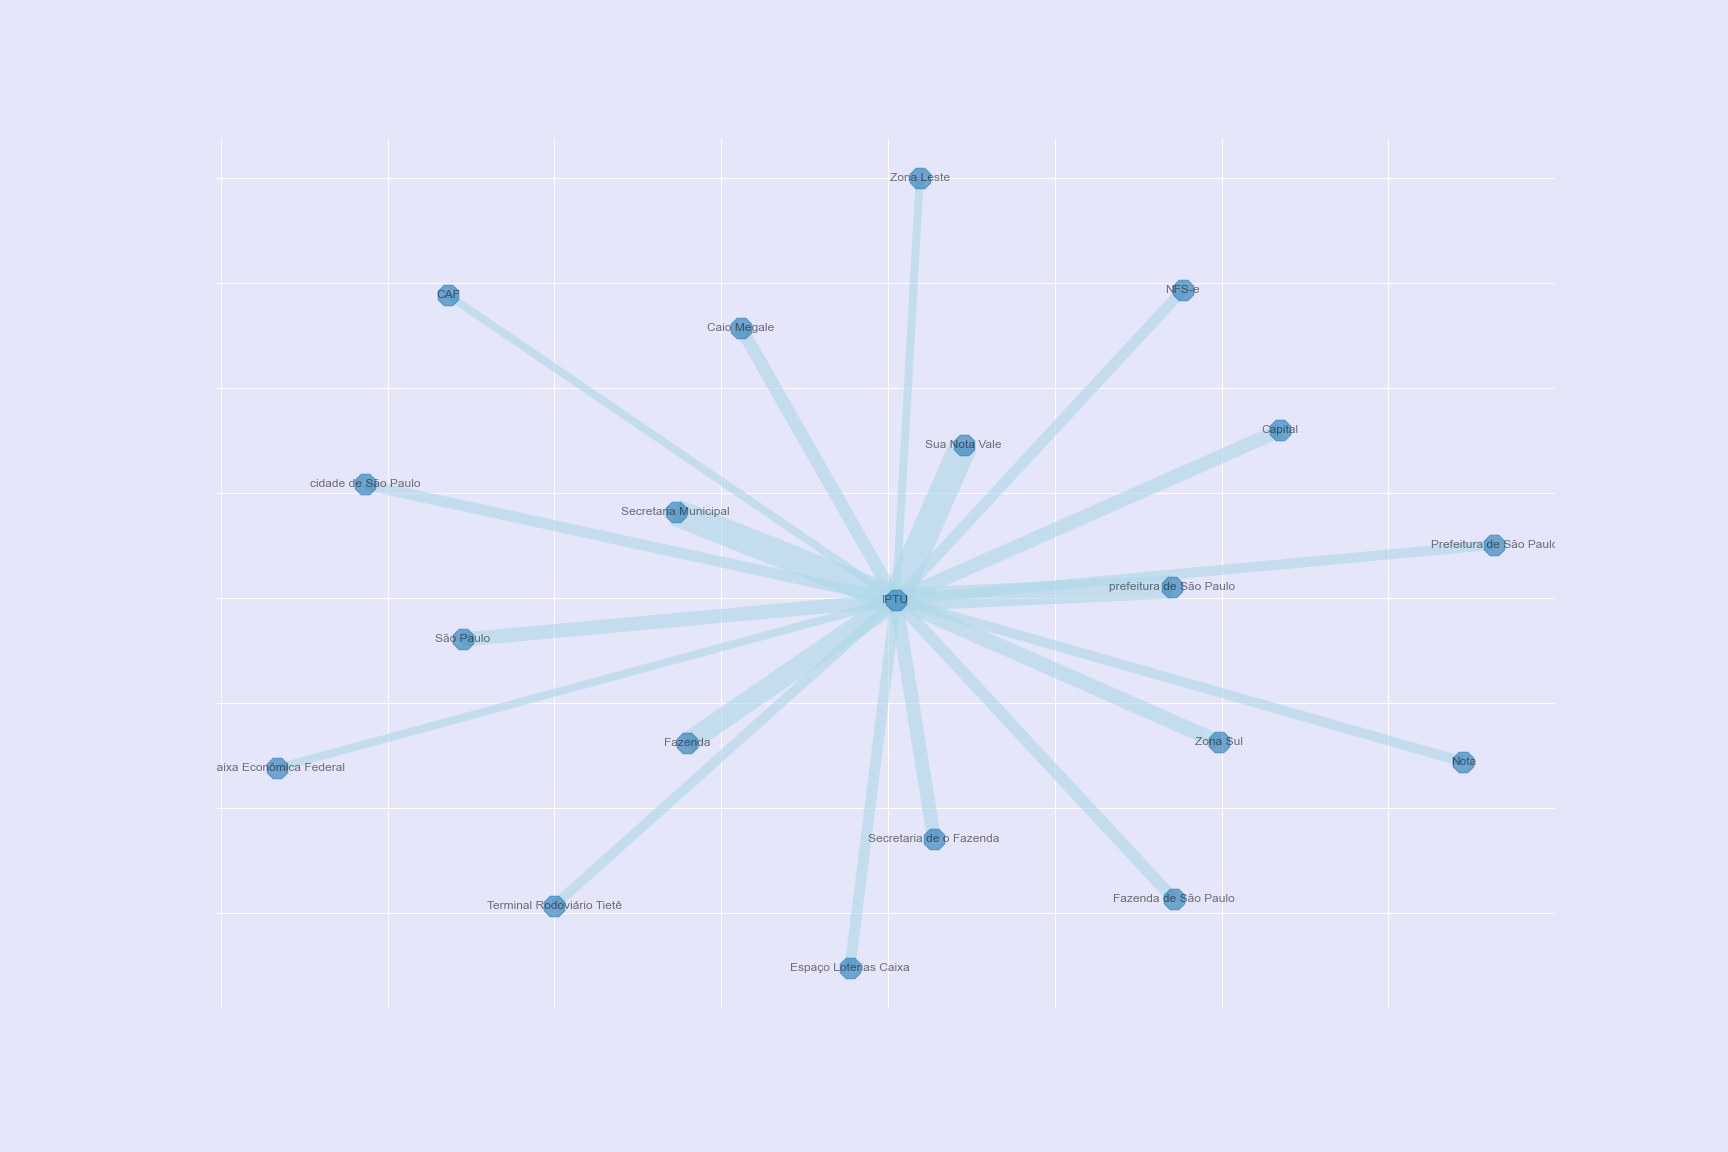 Zona Leste
NFS-e
CAF
Caio Megale
Capital
Sua Nota Vale
cidade de São Paulo
Secretaria Municipal
Prefeitura de São Paulo
prefeitura de São Paulo
IPTU
São Paulo
Zona Sul
Fazenda
Nota
aixa Econômica Federal
Secretaria de o Fazenda
Fazenda de São Paulo
Terminal Rodoviário Tietê
Espaço Loterias Caixa